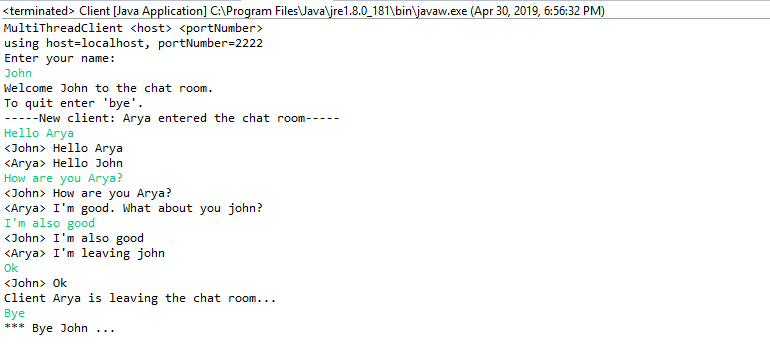 <terminated> Client [Java Application] C:\Program Files\Java\jre1.8.0_181\bin\javaw.exe (Apr 30, 2019, 6:56:32 PM)
MultiThreadClient <host> <portNumber>
using host=localhost, portNumber=2222
Enter your name:
John
Welcome John to the chat room.
To quit enter 'bye'.
-----New client: Arya entered the chat room-----
Hello Arya
<John> Hello Arya
<Arya> Hello John
How are you Arya?
<John> How are you Arya?
<Arya> I'm good. What about you john?
I'm also good
<John> I'm also good
<Arya> I'm leaving john
Ok
<John> Ok
Client Arya is leaving the chat room...
Bye
*** Bye John ...